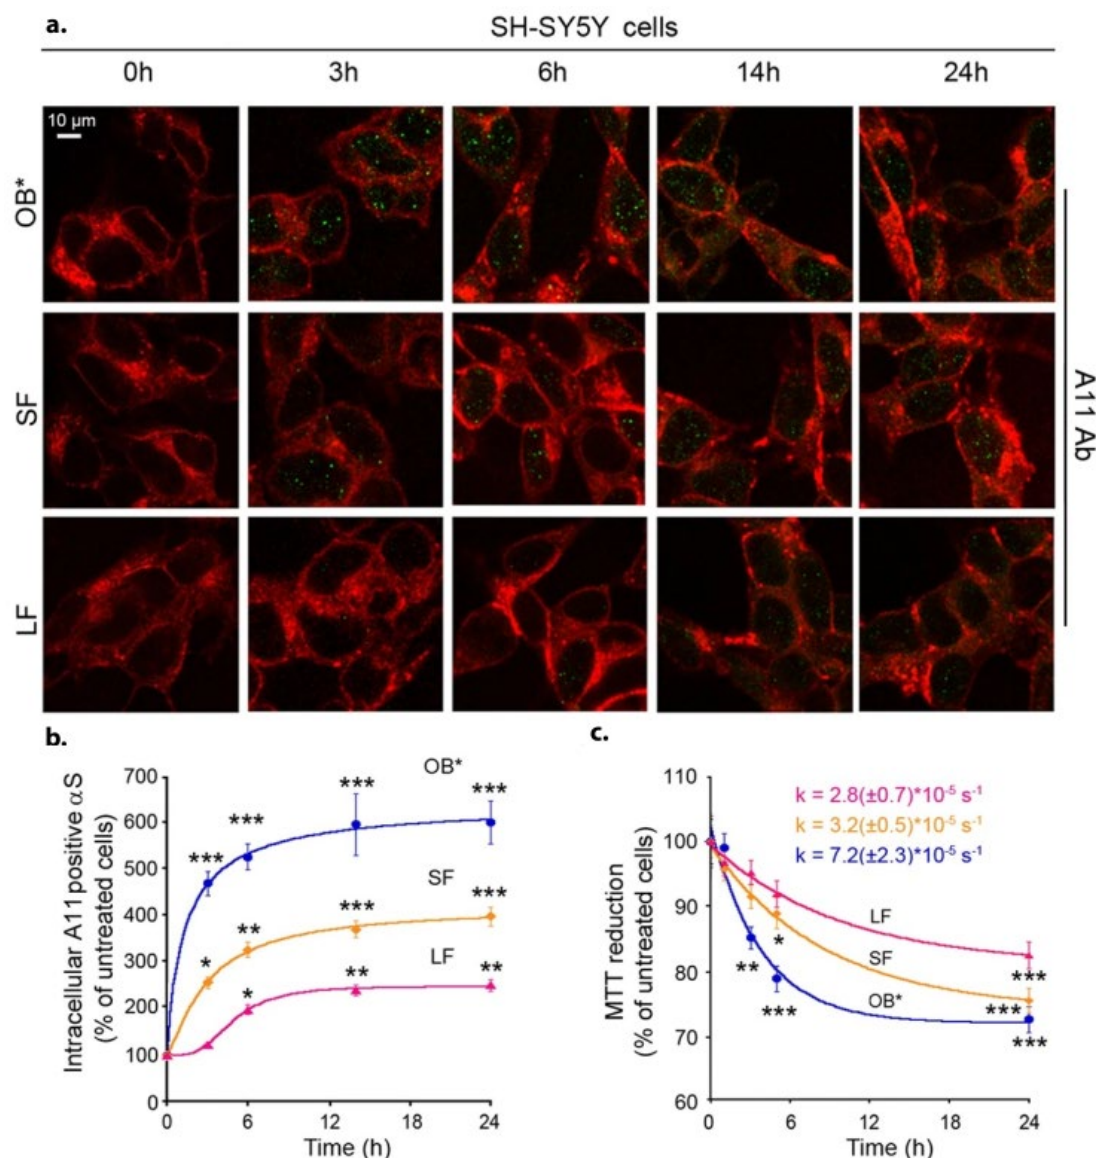 a.
SH-SY5Y cells
0h 3h 6h 14h 24h
10 µm
OB*
SF
LF
A11 Ab
b.
Intracellular A11 positive αS
(% of untreated cells)
700
600
500
400
300
200
100
0
OB*
***
***
***
***
SF
***
***
**
*
LF
**
**
*
0 6 12 18 24
Time (h)
c.
MTT reduction
(% of untreated cells)
110
100
90
80
70
60
k = 2.8(±0.7)*10⁻⁵ s⁻¹
k = 3.2(±0.5)*10⁻⁵ s⁻¹
k = 7.2(±2.3)*10⁻⁵ s⁻¹
LF
SF
OB*
*
**
***
***
***
***
0 6 12 18 24
Time (h)